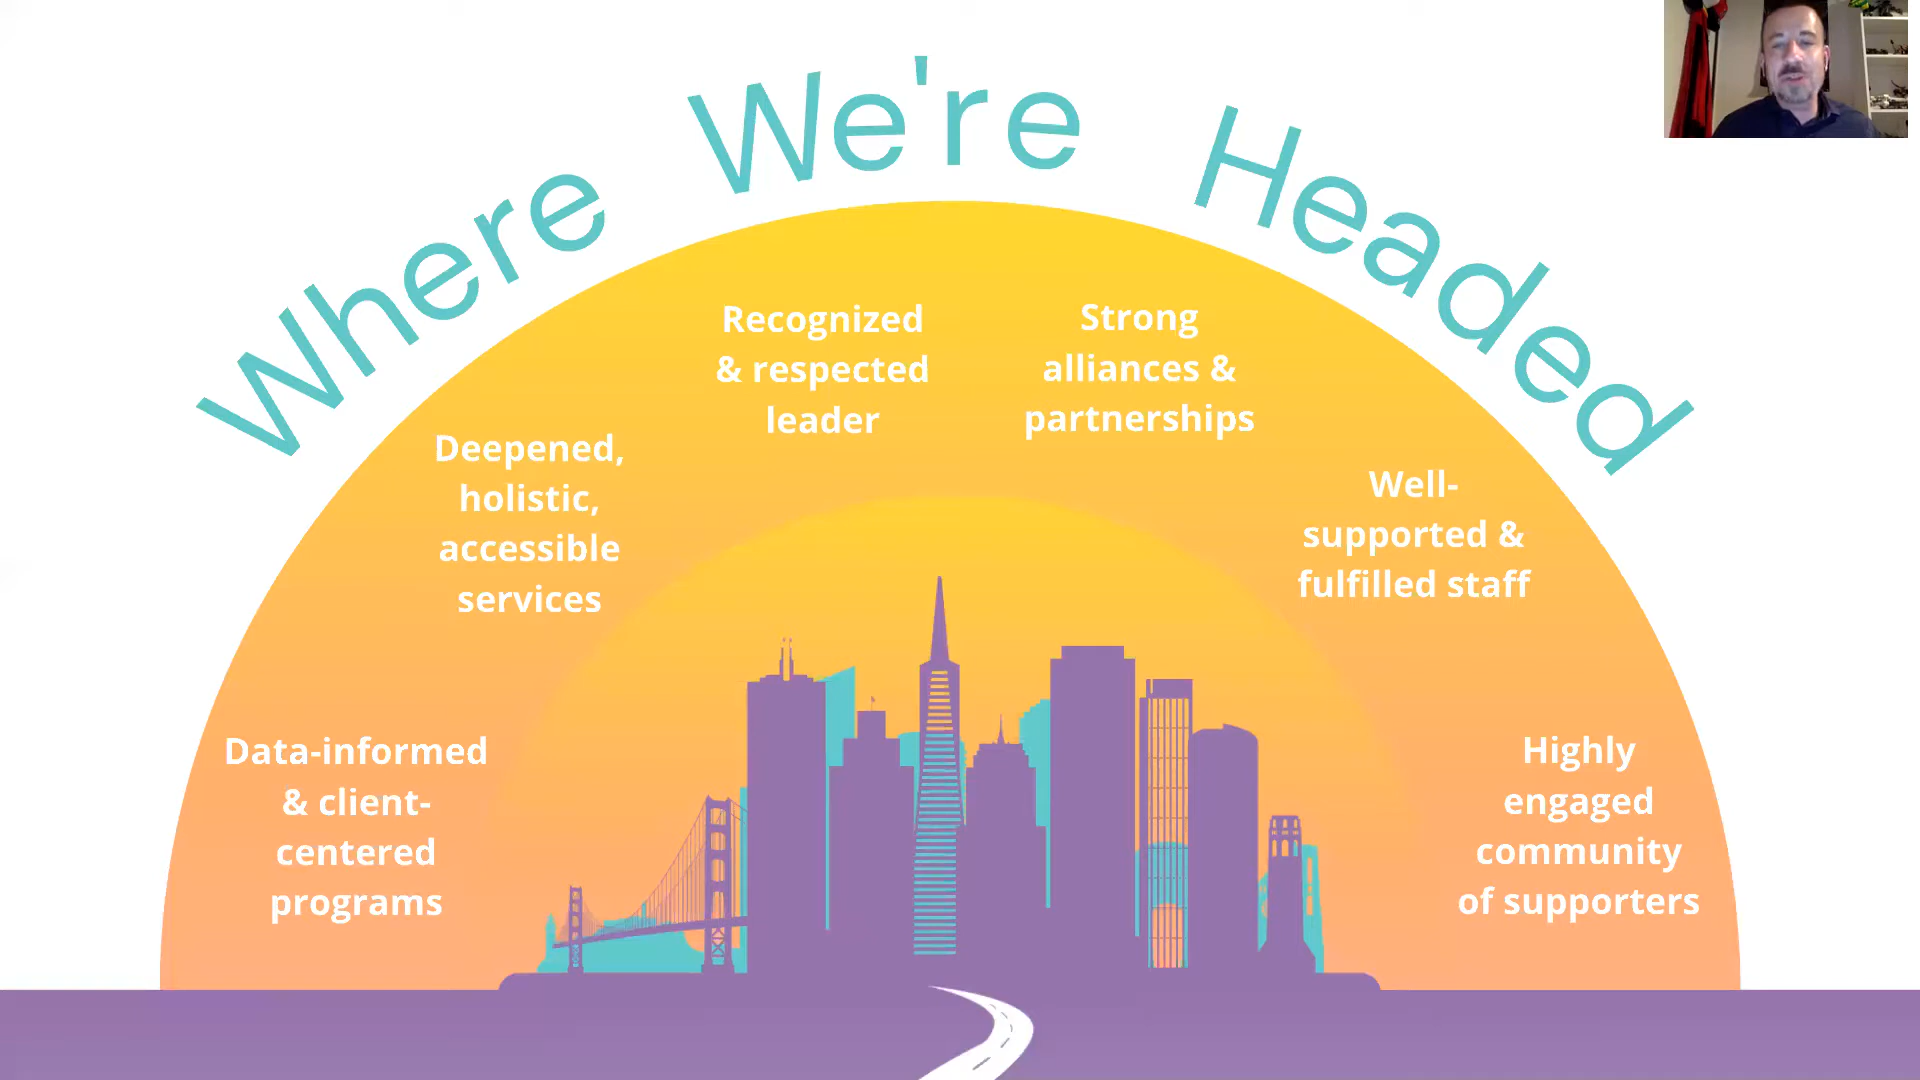 Where We're Headed
Recognized
& respected
leader
Strong
alliances &
partnerships
Deepened,
holistic,
accessible
services
Well-
supported &
fulfilled staff
Data-informed
& client-
centered
programs
Highly
engaged
community
of supporters